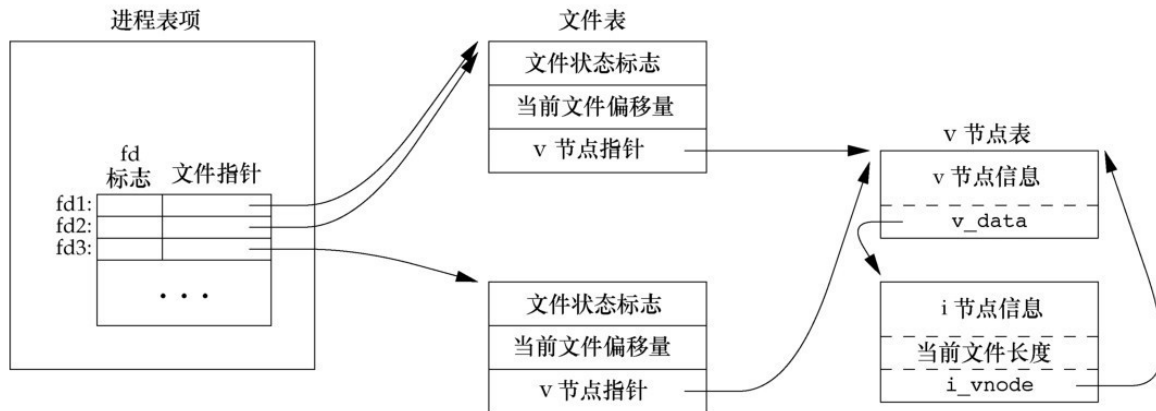 进程表项
fd
标志
文件指针
fd1:
fd2:
fd3:
. . .
文件表
文件状态标志
当前文件偏移量
v 节点指针
文件状态标志
当前文件偏移量
v 节点指针
v 节点表
v 节点信息
v_data
i 节点信息
当前文件长度
i_vnode